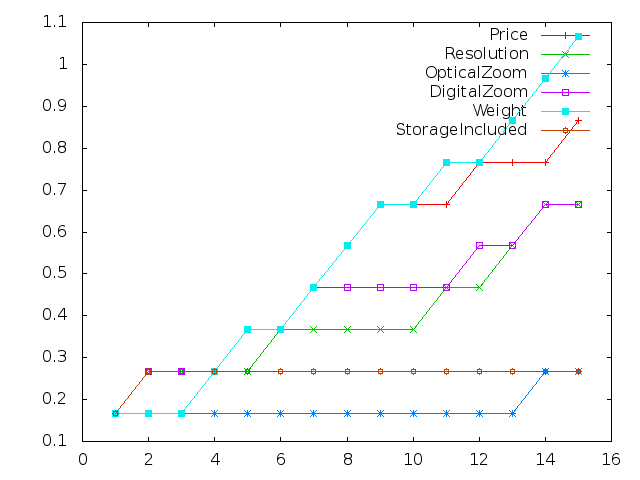 1.1
1
0.9
0.8
0.7
0.6
0.5
0.4
0.3
0.2
0.1
0 2 4 6 8 10 12 14 16
Price
Resolution
OpticalZoom
DigitalZoom
Weight
StorageIncluded